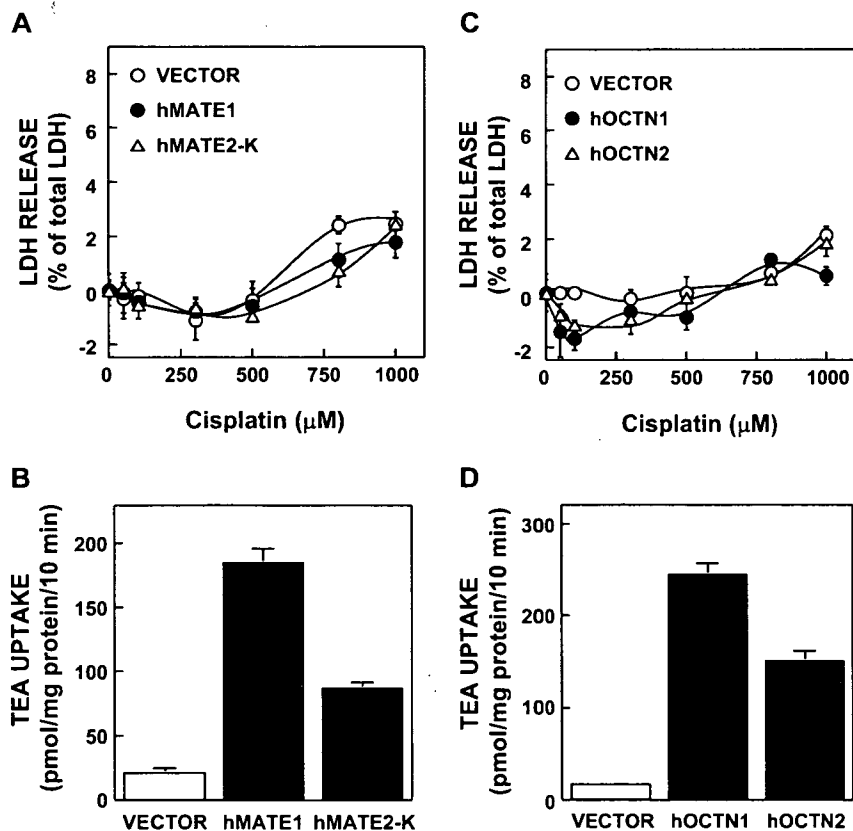 A
VECTOR
hMATE1
hMATE2-K
LDH RELEASE
(% of total LDH)
8
6
4
2
0
-2
0 250 500 750 1000
Cisplatin (μM)
C
VECTOR
hOCTN1
hOCTN2
LDH RELEASE
(% of total LDH)
8
6
4
2
0
-2
0 250 500 750 1000
Cisplatin (μM)
B
TEA UPTAKE
(pmol/mg protein/10 min)
200
150
100
50
0
VECTOR hMATE1 hMATE2-K
D
TEA UPTAKE
(pmol/mg protein/10 min)
300
200
100
0
VECTOR hOCTN1 hOCTN2